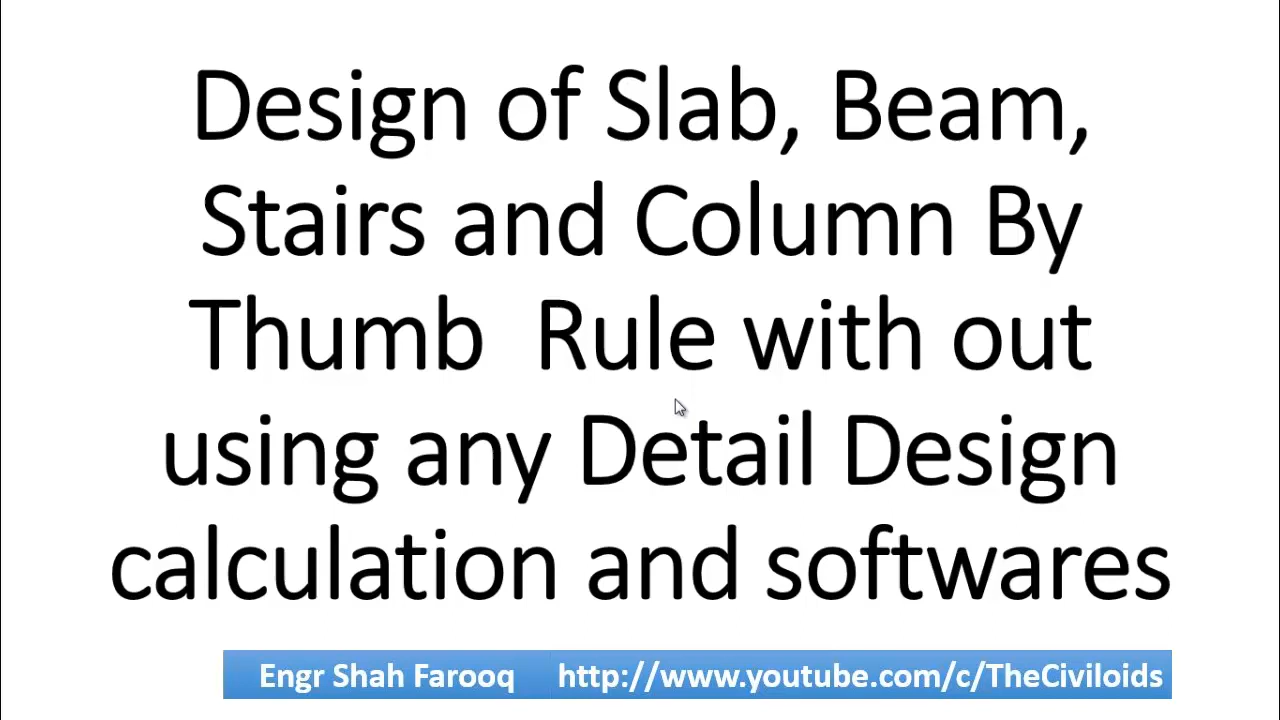 Design of Slab, Beam,
Stairs and Column By
Thumb  Rule with out
using any Detail Design
calculation and softwares
Engr Shah Farooq     http://www.youtube.com/c/TheCiviloids